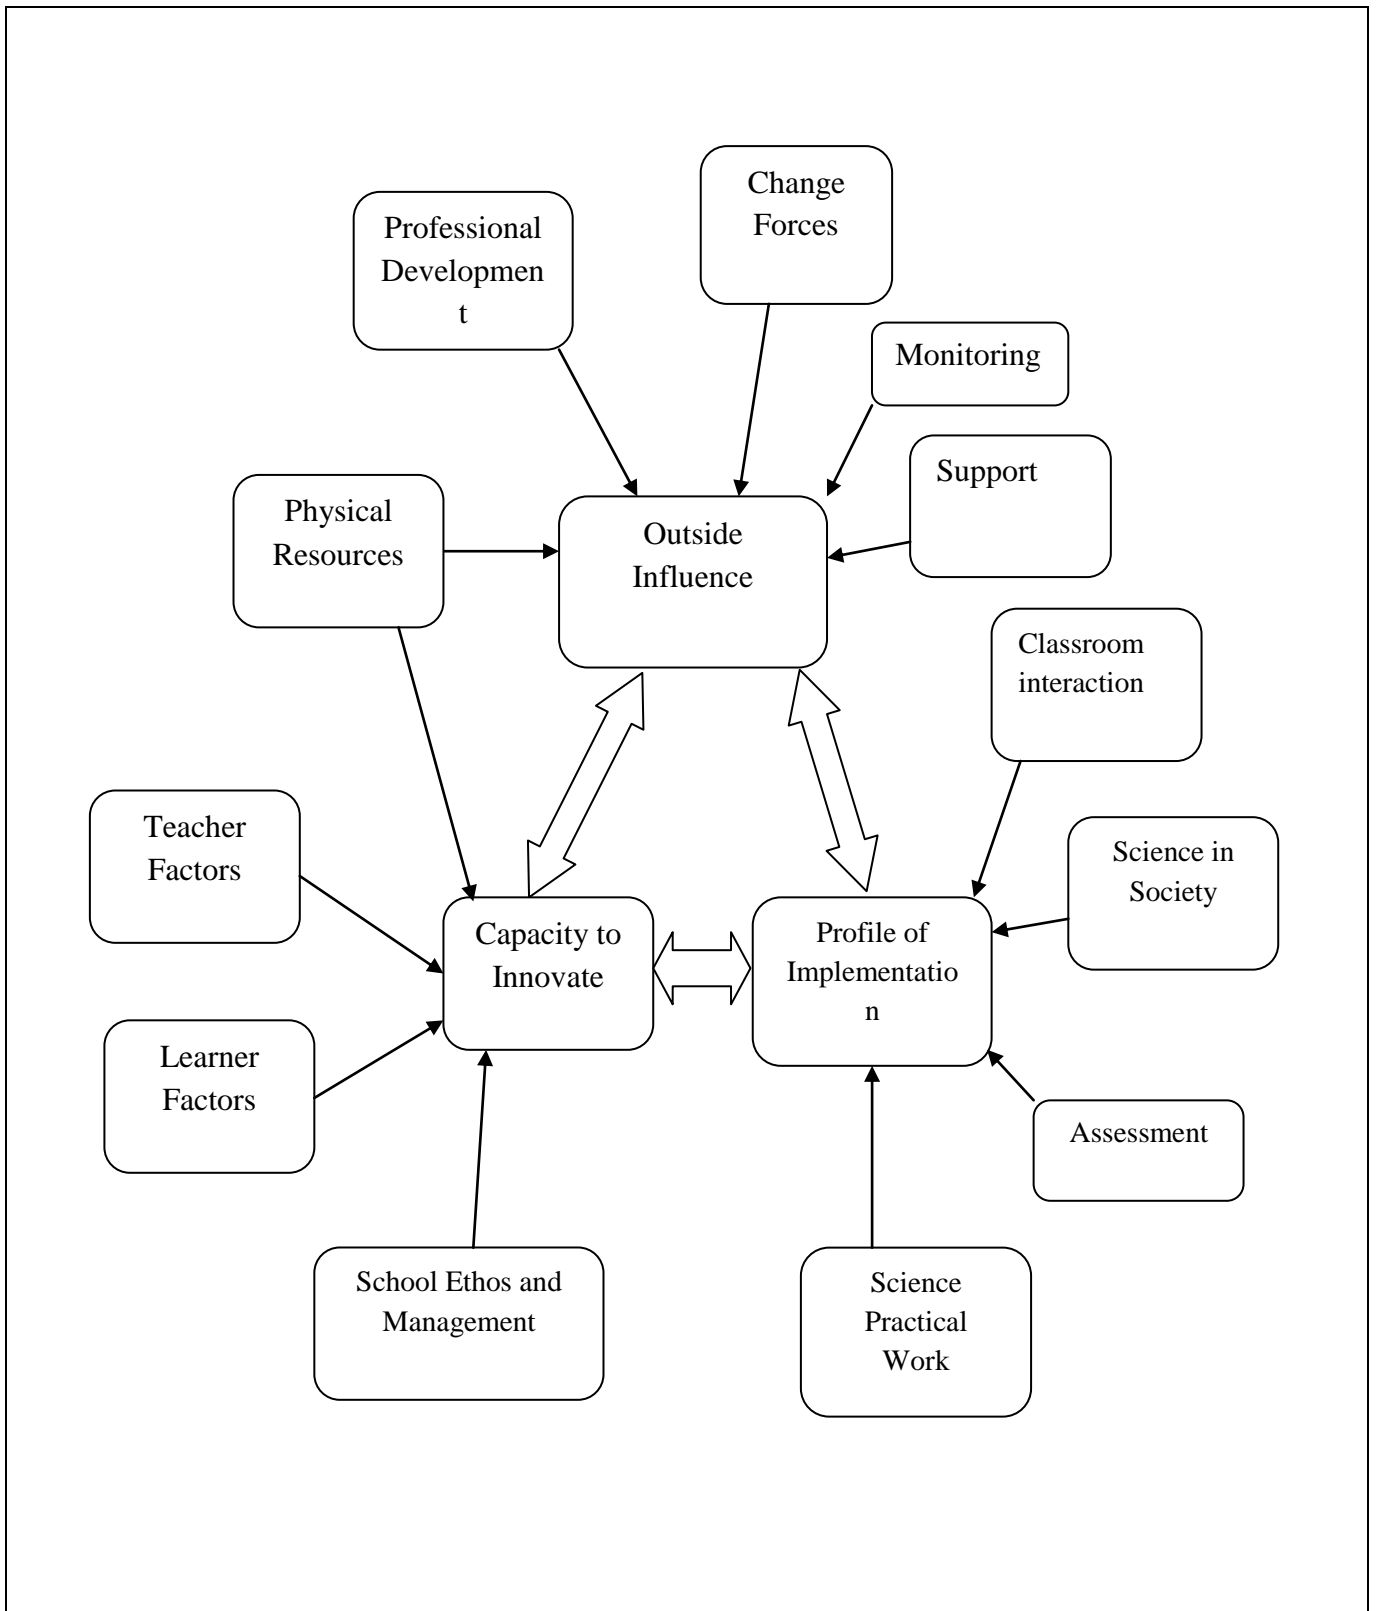 Change
Forces
Professional
Developmen
t
Monitoring
Support
Physical
Resources
Outside
Influence
Classroom
interaction
Teacher
Factors
Science in
Society
Capacity to
Innovate
Profile of
Implementatio
n
Learner
Factors
Assessment
School Ethos and
Management
Science
Practical
Work